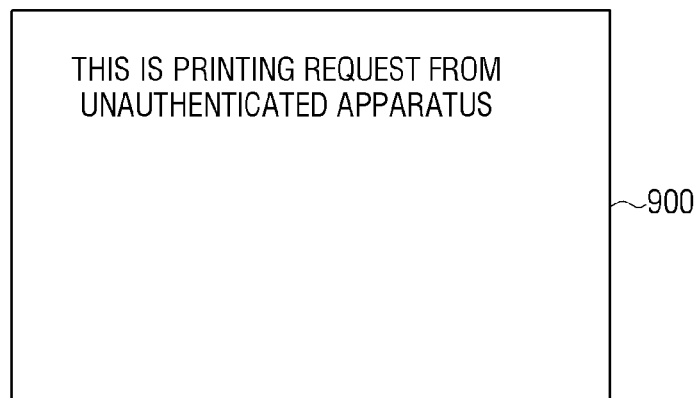 THIS IS PRINTING REQUEST FROM
UNAUTHENTICATED APPARATUS
900